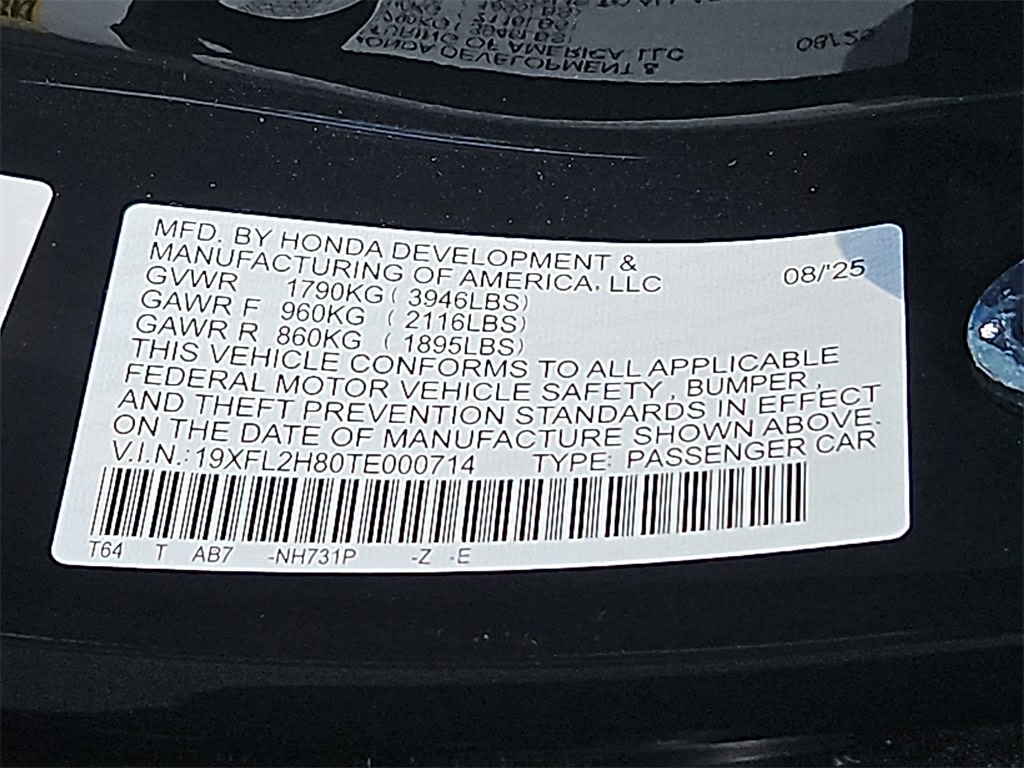 MFD. BY HONDA DEVELOPMENT &
MANUFACTURING OF AMERICA, LLC 08/'25
GVWR 1790KG ( 3946LBS)
GAWR F 960KG ( 2116LBS)
GAWR R 860KG ( 1895LBS)
THIS VEHICLE CONFORMS TO ALL APPLICABLE
FEDERAL MOTOR VEHICLE SAFETY, BUMPER,
AND THEFT PREVENTION STANDARDS IN EFFECT
ON THE DATE OF MANUFACTURE SHOWN ABOVE.
V.I.N.: 19XFL2H80TE000714 TYPE: PASSENGER CAR
T64 T AB7 -NH731P -Z -E